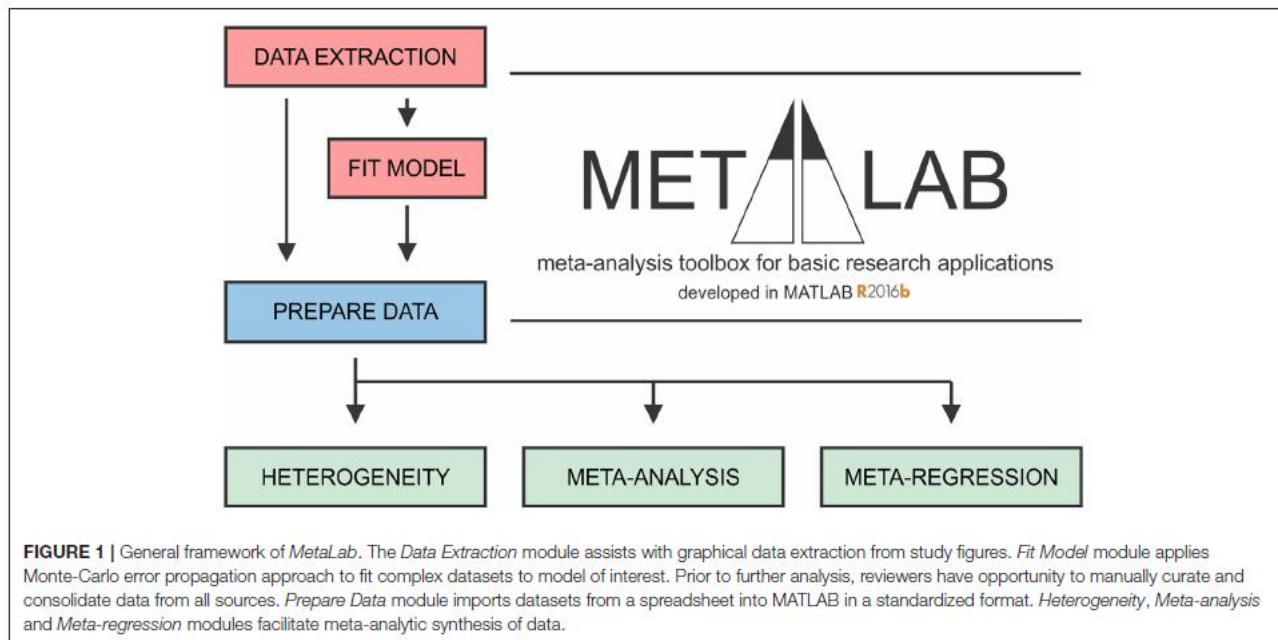 DATA EXTRACTION
FIT MODEL
MET LAB
meta-analysis toolbox for basic research applications
developed in MATLAB R2016b
PREPARE DATA
HETEROGENEITY
META-ANALYSIS
META-REGRESSION
FIGURE 1 | General framework of MetaLab. The Data Extraction module assists with graphical data extraction from study figures. Fit Model module applies
Monte-Carlo error propagation approach to fit complex datasets to model of interest. Prior to further analysis, reviewers have opportunity to manually curate and
consolidate data from all sources. Prepare Data module imports datasets from a spreadsheet into MATLAB in a standardized format. Heterogeneity, Meta-analysis
and Meta-regression modules facilitate meta-analytic synthesis of data.